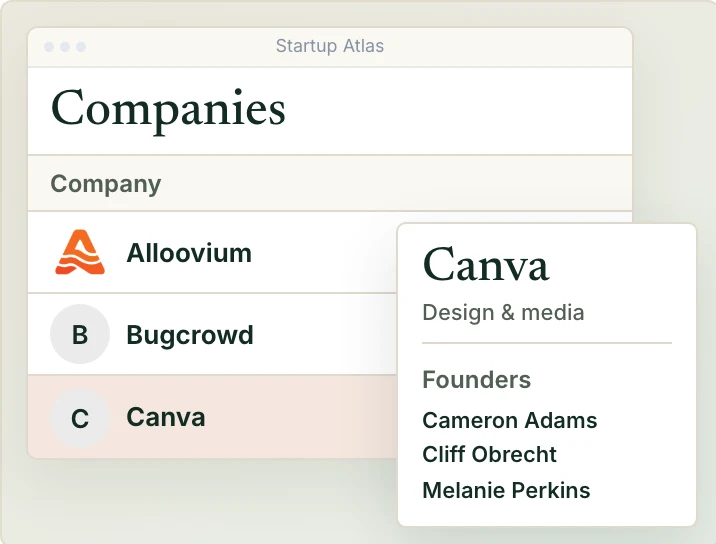 Startup Atlas
Companies
Company
Alloovium
B Bugcrowd
C Canva
Canva
Design & media
Founders
Cameron Adams
Cliff Obrecht
Melanie Perkins